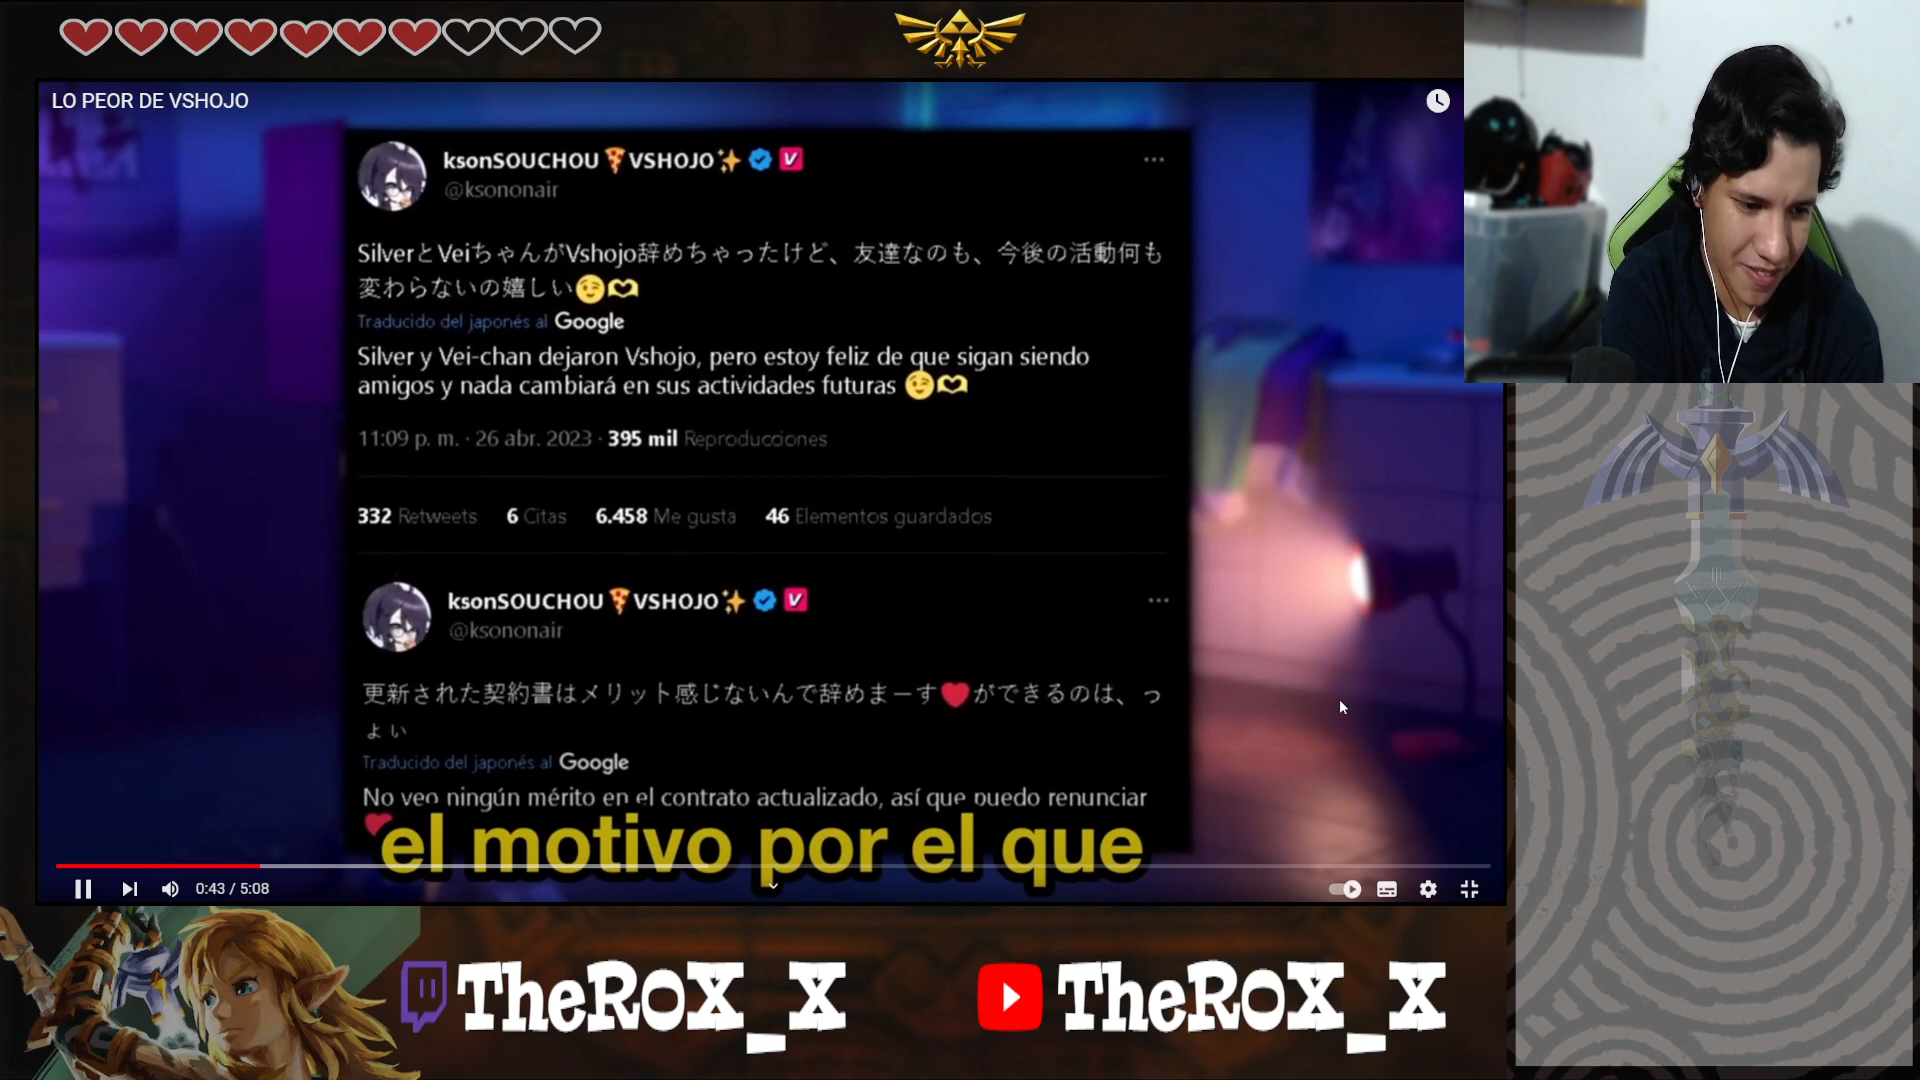 LO PEOR DE VSHOJO
ksonSOUCHOU🍕VSHOJO✨
@ksononair
SilverとVeiちゃんがVshojo辞めちゃったけど、友達なのも、今後の活動何も
変わらないの嬉しい😉🫶
Traducido del japonés al Google
Silver y Vei-chan dejaron Vshojo, pero estoy feliz de que sigan siendo
amigos y nada cambiará en sus actividades futuras 😉🫶
11:09 p. m. · 26 abr. 2023 · 395 mil Reproducciones
332 Retweets 6 Citas 6.458 Me gusta 46 Elementos guardados
ksonSOUCHOU🍕VSHOJO✨
@ksononair
更新された契約書はメリット感じないんで辞めまーす❤️ができるのは、っ
ょい
Traducido del japonés al Google
No veo ningún mérito en el contrato actualizado, así que puedo renunciar
❤️
el motivo por el que
0:43 / 5:08
TheROX_X
TheROX_X